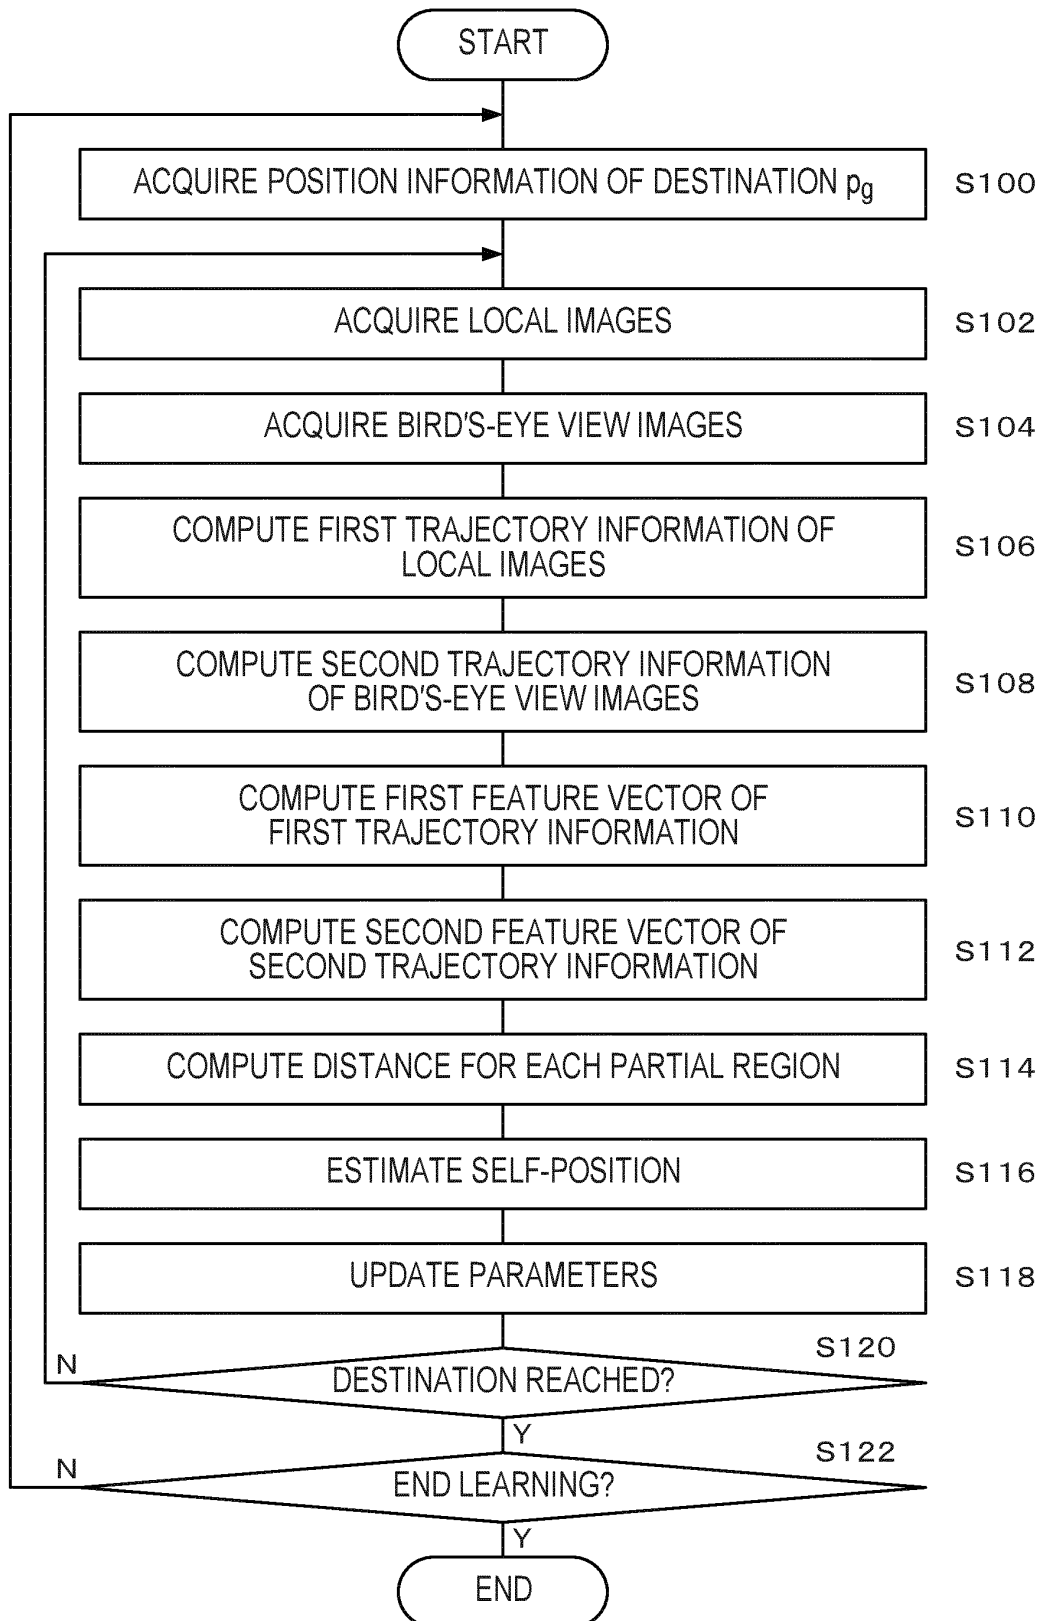 START
ACQUIRE POSITION INFORMATION OF DESTINATION pg
S100
ACQUIRE LOCAL IMAGES
S102
ACQUIRE BIRD'S-EYE VIEW IMAGES
S104
COMPUTE FIRST TRAJECTORY INFORMATION OF
LOCAL IMAGES
S106
COMPUTE SECOND TRAJECTORY INFORMATION
OF BIRD'S-EYE VIEW IMAGES
S108
COMPUTE FIRST FEATURE VECTOR OF
FIRST TRAJECTORY INFORMATION
S110
COMPUTE SECOND FEATURE VECTOR OF
SECOND TRAJECTORY INFORMATION
S112
COMPUTE DISTANCE FOR EACH PARTIAL REGION
S114
ESTIMATE SELF-POSITION
S116
UPDATE PARAMETERS
S118
S120
N
DESTINATION REACHED?
Y
S122
N
END LEARNING?
Y
END